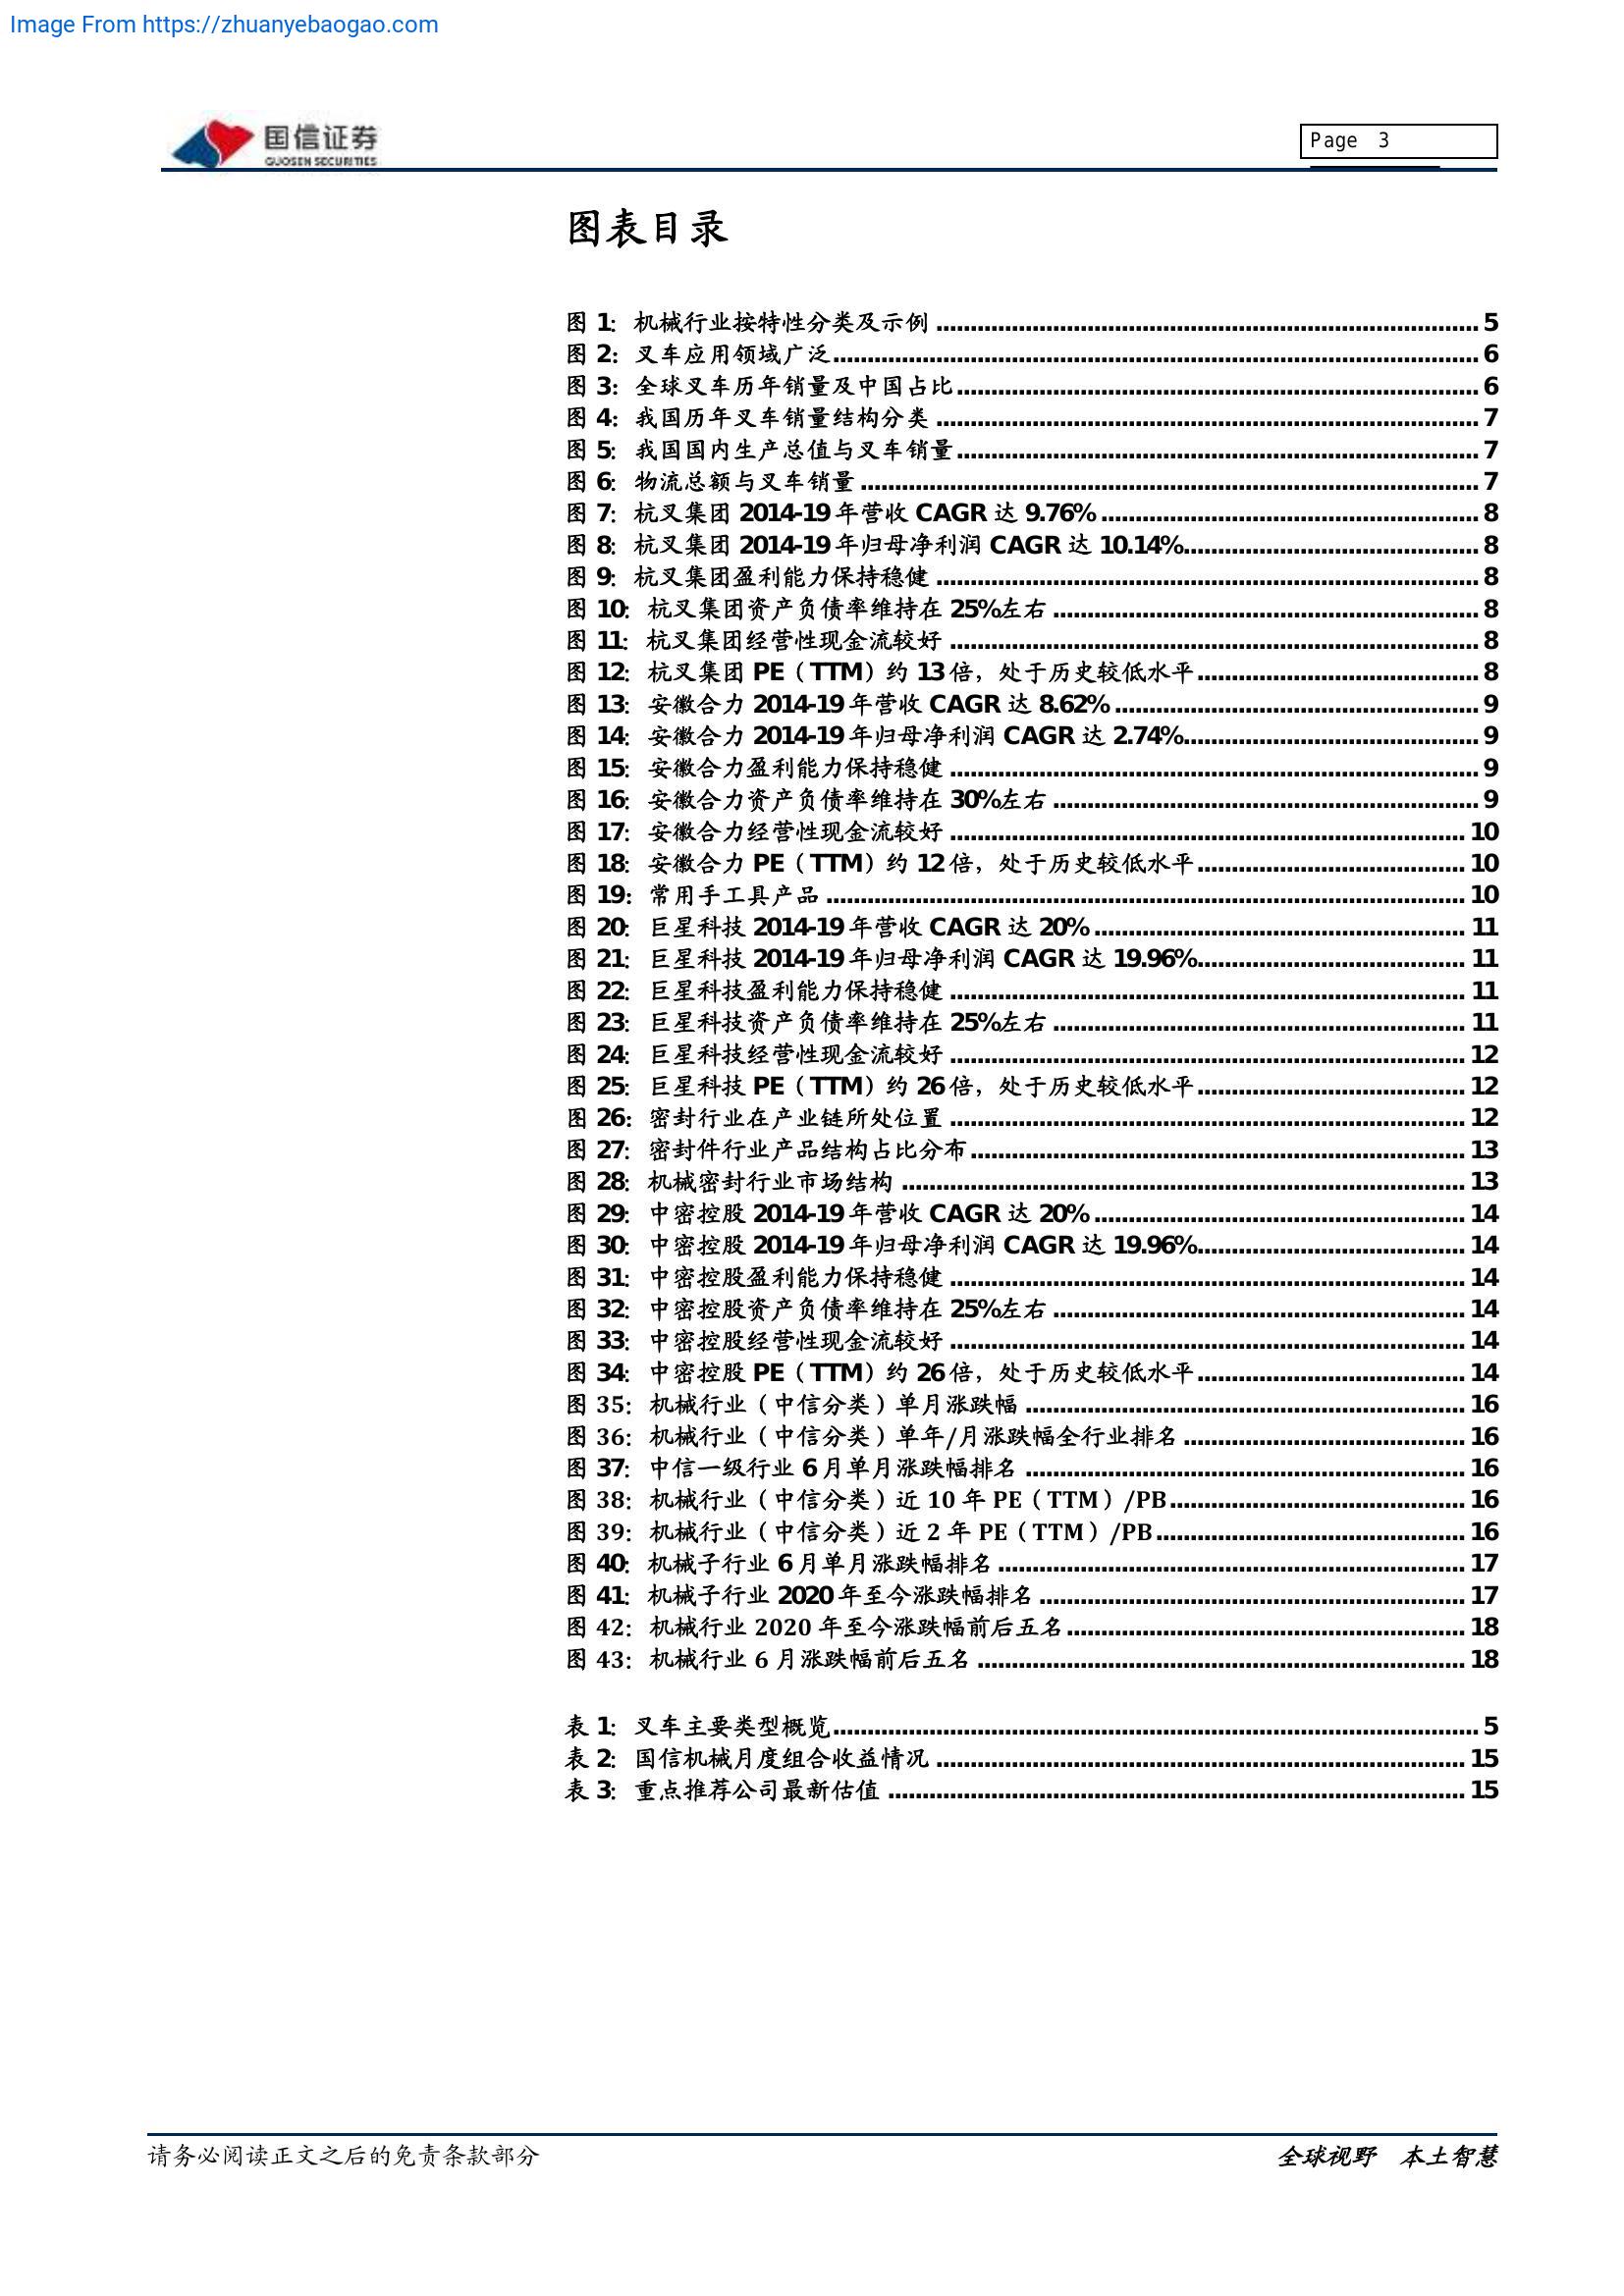 Image From https://zhuanyebaogao.com
国信证券
GUOSEN SECURITIES
Page 3
图表目录
图 1: 机械行业按特性分类及示例 ........ 5
图 2: 叉车应用领域广泛........ 6
图 3: 全球叉车历年销量及中国占比........ 6
图 4: 我国历年叉车销量结构分类 ........ 7
图 5: 我国国内生产总值与叉车销量........ 7
图 6: 物流总额与叉车销量 ........ 7
图 7: 杭叉集团 2014-19 年营收 CAGR 达 9.76% ........ 8
图 8: 杭叉集团 2014-19 年归母净利润 CAGR 达 10.14%........ 8
图 9: 杭叉集团盈利能力保持稳健 ........ 8
图 10: 杭叉集团资产负债率维持在 25%左右 ........ 8
图 11: 杭叉集团经营性现金流较好 ........ 8
图 12: 杭叉集团 PE（TTM）约 13 倍，处于历史较低水平........ 8
图 13: 安徽合力 2014-19 年营收 CAGR 达 8.62% ........ 9
图 14: 安徽合力 2014-19 年归母净利润 CAGR 达 2.74%........ 9
图 15: 安徽合力盈利能力保持稳健 ........ 9
图 16: 安徽合力资产负债率维持在 30%左右 ........ 9
图 17: 安徽合力经营性现金流较好 ........ 10
图 18: 安徽合力 PE（TTM）约 12 倍，处于历史较低水平........ 10
图 19: 常用手工具产品 ........ 10
图 20: 巨星科技 2014-19 年营收 CAGR 达 20% ........ 11
图 21: 巨星科技 2014-19 年归母净利润 CAGR 达 19.96%........ 11
图 22: 巨星科技盈利能力保持稳健 ........ 11
图 23: 巨星科技资产负债率维持在 25%左右 ........ 11
图 24: 巨星科技经营性现金流较好 ........ 12
图 25: 巨星科技 PE（TTM）约 26 倍，处于历史较低水平........ 12
图 26: 密封行业在产业链所处位置 ........ 12
图 27: 密封件行业产品结构占比分布........ 13
图 28: 机械密封行业市场结构 ........ 13
图 29: 中密控股 2014-19 年营收 CAGR 达 20% ........ 14
图 30: 中密控股 2014-19 年归母净利润 CAGR 达 19.96%........ 14
图 31: 中密控股盈利能力保持稳健 ........ 14
图 32: 中密控股资产负债率维持在 25%左右 ........ 14
图 33: 中密控股经营性现金流较好 ........ 14
图 34: 中密控股 PE（TTM）约 26 倍，处于历史较低水平........ 14
图 35: 机械行业（中信分类）单月涨跌幅 ........ 16
图 36: 机械行业（中信分类）单年/月涨跌幅全行业排名 ........ 16
图 37: 中信一级行业 6 月单月涨跌幅排名 ........ 16
图 38: 机械行业（中信分类）近 10 年 PE（TTM）/PB........ 16
图 39: 机械行业（中信分类）近 2 年 PE（TTM）/PB........ 16
图 40: 机械子行业 6 月单月涨跌幅排名 ........ 17
图 41: 机械子行业 2020 年至今涨跌幅排名 ........ 17
图 42: 机械行业 2020 年至今涨跌幅前后五名........ 18
图 43: 机械行业 6 月涨跌幅前后五名 ........ 18
表 1: 叉车主要类型概览........ 5
表 2: 国信机械月度组合收益情况 ........ 15
表 3: 重点推荐公司最新估值 ........ 15
请务必阅读正文之后的免责条款部分
全球视野 本土智慧